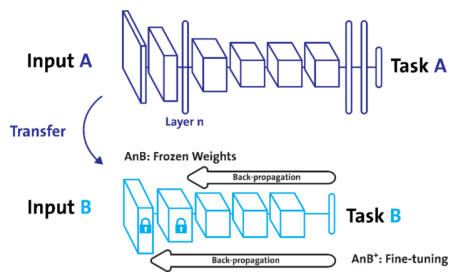 Input A
Task A
Layer n
Transfer
AnB: Frozen Weights
Back-propagation
Input B
Task B
Back-propagation
AnB⁺: Fine-tuning